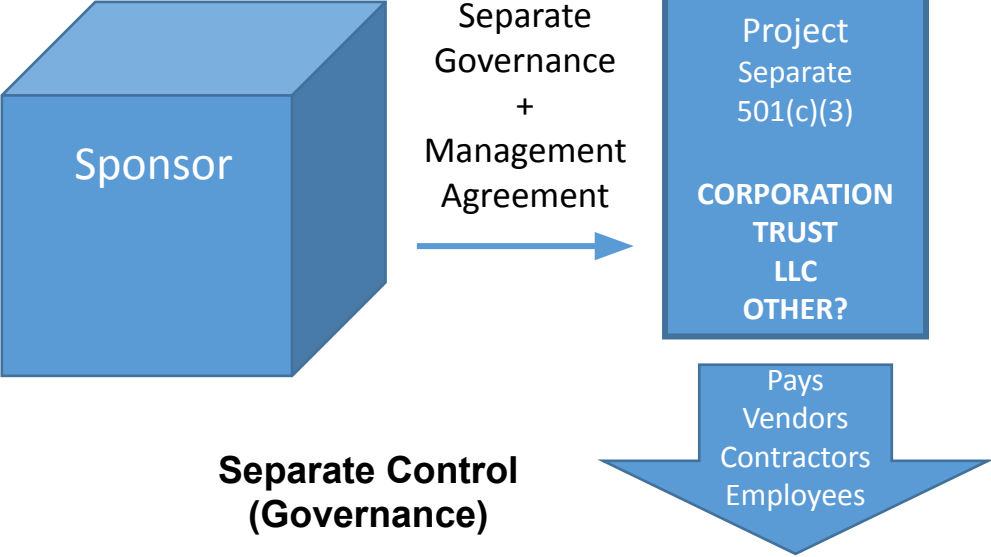 Sponsor
Separate
Governance
+
Management
Agreement
Project
Separate
501(c)(3)
CORPORATION
TRUST
LLC
OTHER?
Pays
Vendors
Contractors
Employees
Separate Control
(Governance)